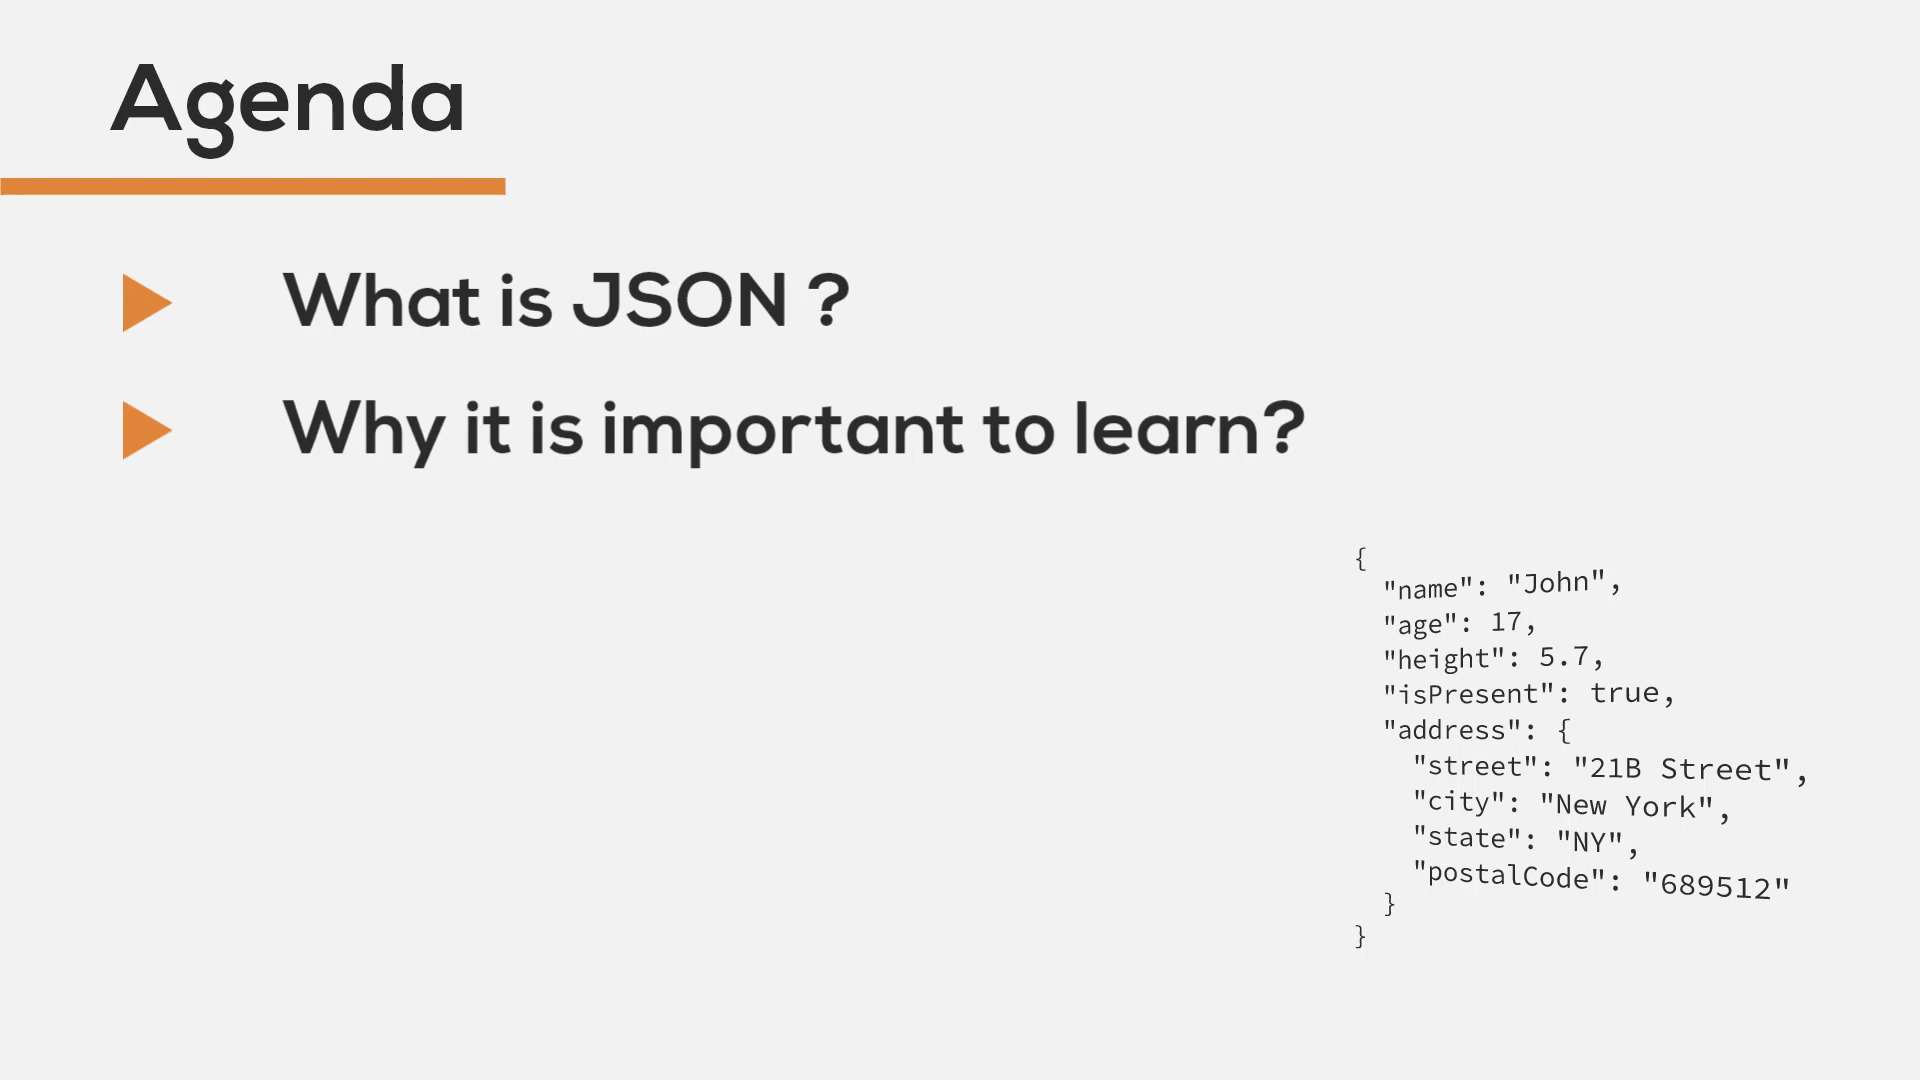 Agenda
What is JSON ?
Why it is important to learn?
{
  "name": "John",
  "age": 17,
  "height": 5.7,
  "isPresent": true,
  "address": {
    "street": "21B Street",
    "city": "New York",
    "state": "NY",
    "postalCode": "689512"
  }
}